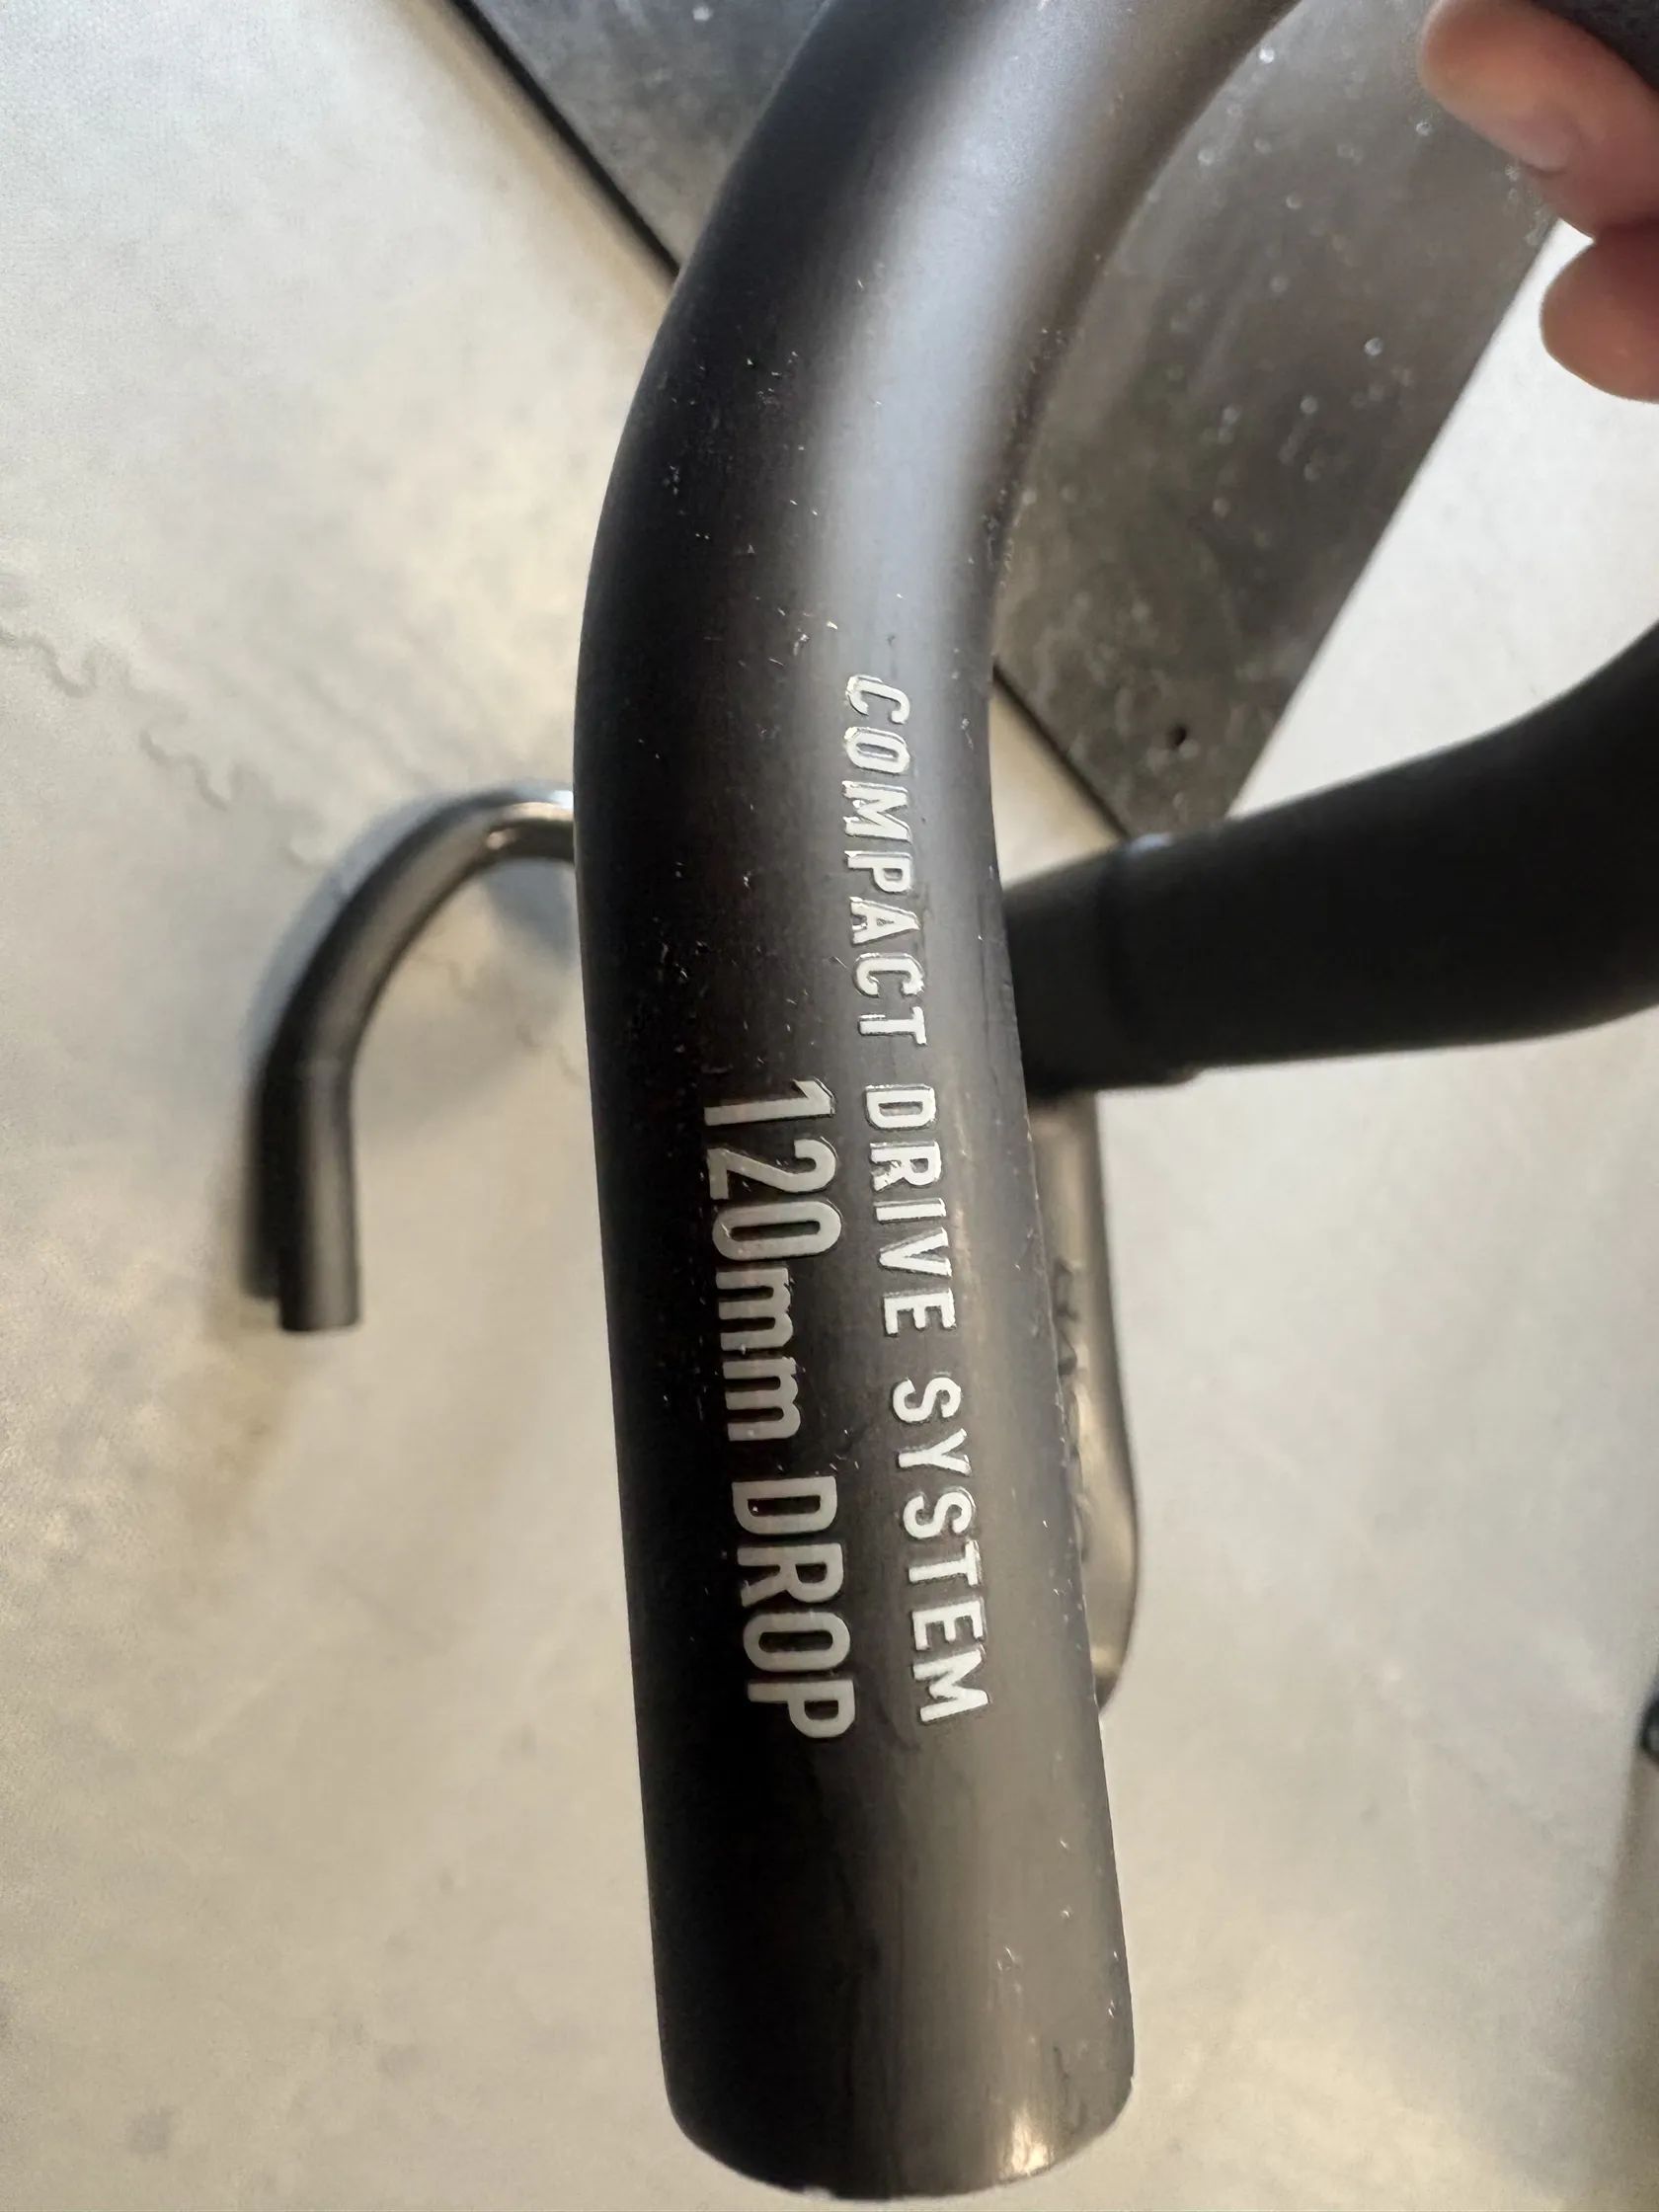 COMPACT DRIVE SYSTEM
120mm DROP